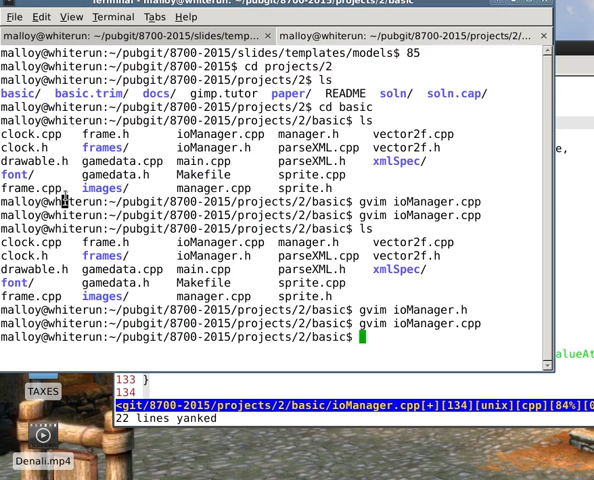 Terminal - malloy@whiterun:~/pubgit/8700-2015/projects/2/basic
File Edit View Terminal Tabs Help
malloy@whiterun:~/pubgit/8700-2015/slides/temp... × malloy@whiterun:~/pubgit/8700-2015/projects/2/... ×
malloy@whiterun:~/pubgit/8700-2015/slides/templates/models$ 85
malloy@whiterun:~/pubgit/8700-2015$ cd projects/2
malloy@whiterun:~/pubgit/8700-2015/projects/2$ ls
basic/ basic.trim/ docs/ gimp.tutor paper/ README soln/ soln.cap/
malloy@whiterun:~/pubgit/8700-2015/projects/2$ cd basic
malloy@whiterun:~/pubgit/8700-2015/projects/2/basic$ ls
clock.cpp frame.h ioManager.cpp manager.h vector2f.cpp
clock.h frames/ ioManager.h parseXML.cpp vector2f.h
drawable.h gamedata.cpp main.cpp parseXML.h xmlSpec/
font/ gamedata.h Makefile sprite.cpp
frame.cpp images/ manager.cpp sprite.h
malloy@whiterun:~/pubgit/8700-2015/projects/2/basic$ gvim ioManager.cpp
malloy@whiterun:~/pubgit/8700-2015/projects/2/basic$ gvim ioManager.cpp
malloy@whiterun:~/pubgit/8700-2015/projects/2/basic$ ls
clock.cpp frame.h ioManager.cpp manager.h vector2f.cpp
clock.h frames/ ioManager.h parseXML.cpp vector2f.h
drawable.h gamedata.cpp main.cpp parseXML.h xmlSpec/
font/ gamedata.h Makefile sprite.cpp
frame.cpp images/ manager.cpp sprite.h
malloy@whiterun:~/pubgit/8700-2015/projects/2/basic$ gvim ioManager.h
malloy@whiterun:~/pubgit/8700-2015/projects/2/basic$ gvim ioManager.cpp
malloy@whiterun:~/pubgit/8700-2015/projects/2/basic$
e,
alueAt
133 }
134
<git/8700-2015/projects/2/basic/ioManager.cpp[+][134][unix][cpp][84%][0
22 lines yanked
TAXES
Denali.mp4